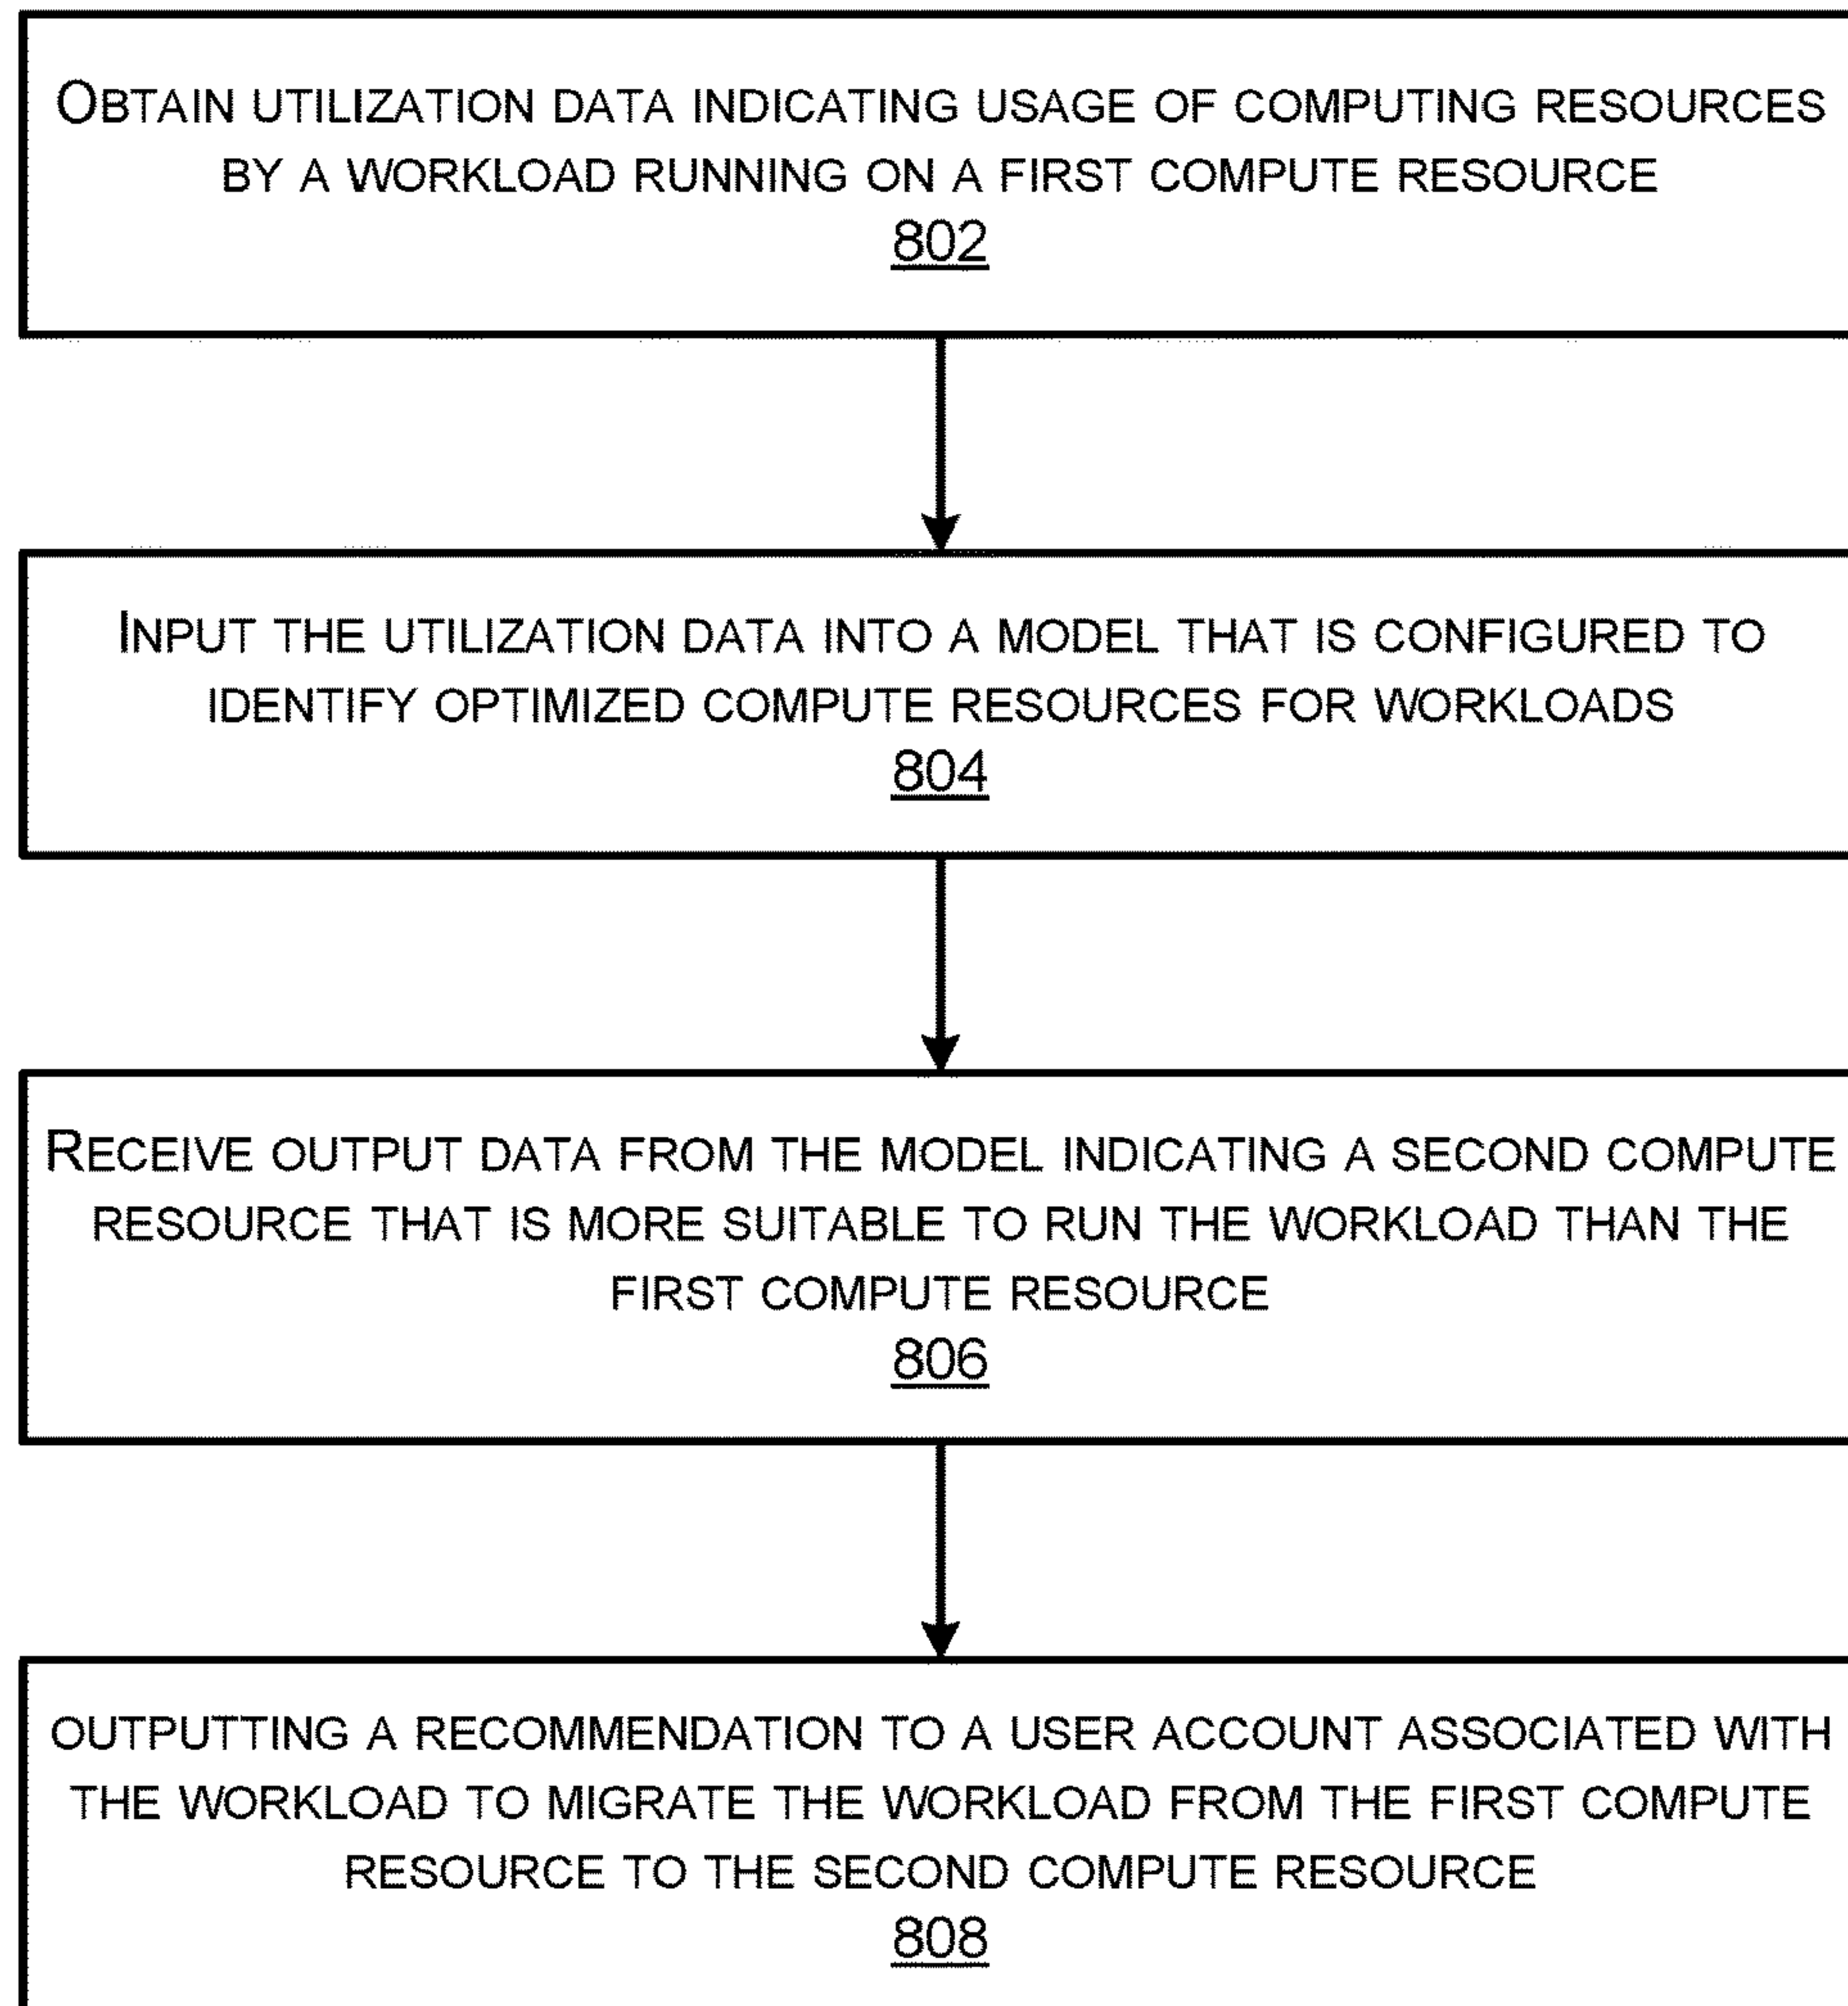 OBTAIN UTILIZATION DATA INDICATING USAGE OF COMPUTING RESOURCES
BY A WORKLOAD RUNNING ON A FIRST COMPUTE RESOURCE
802
INPUT THE UTILIZATION DATA INTO A MODEL THAT IS CONFIGURED TO
IDENTIFY OPTIMIZED COMPUTE RESOURCES FOR WORKLOADS
804
RECEIVE OUTPUT DATA FROM THE MODEL INDICATING A SECOND COMPUTE
RESOURCE THAT IS MORE SUITABLE TO RUN THE WORKLOAD THAN THE
FIRST COMPUTE RESOURCE
806
OUTPUTTING A RECOMMENDATION TO A USER ACCOUNT ASSOCIATED WITH
THE WORKLOAD TO MIGRATE THE WORKLOAD FROM THE FIRST COMPUTE
RESOURCE TO THE SECOND COMPUTE RESOURCE
808